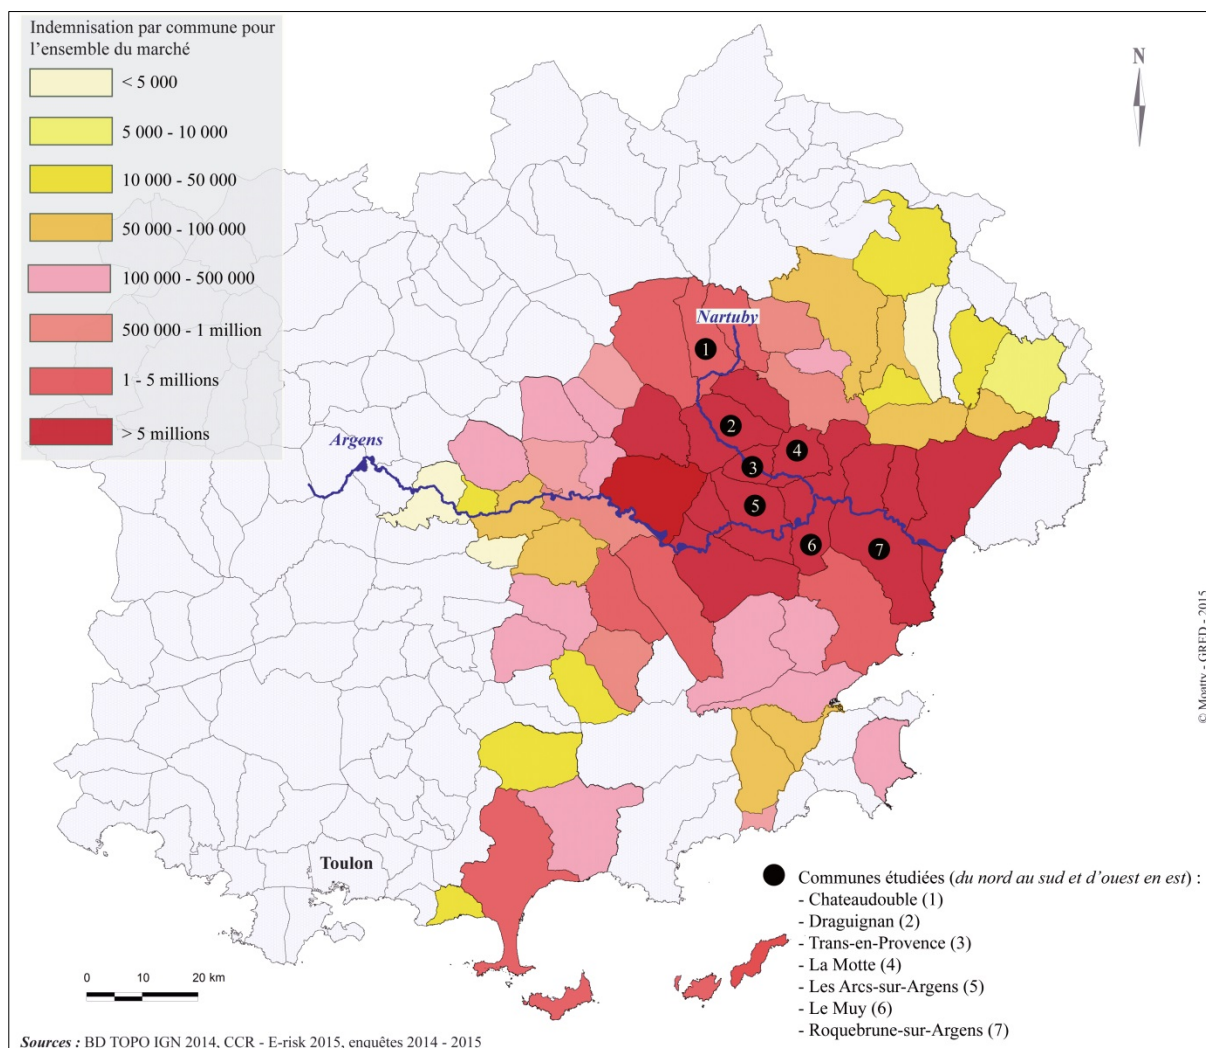 Indemnisation par commune pour
l'ensemble du marché
< 5 000
5 000 - 10 000
10 000 - 50 000
50 000 - 100 000
100 000 - 500 000
500 000 - 1 million
1 - 5 millions
> 5 millions
N
Nartuby
1
2
Argens
4
3
5
6
7
© Moatty - GRED - 2015
Toulon
Communes étudiées (du nord au sud et d'ouest en est) :
- Chateaudouble (1)
- Draguignan (2)
- Trans-en-Provence (3)
- La Motte (4)
- Les Arcs-sur-Argens (5)
- Le Muy (6)
- Roquebrune-sur-Argens (7)
0 10 20 km
Sources : BD TOPO IGN 2014, CCR - E-risk 2015, enquêtes 2014 - 2015